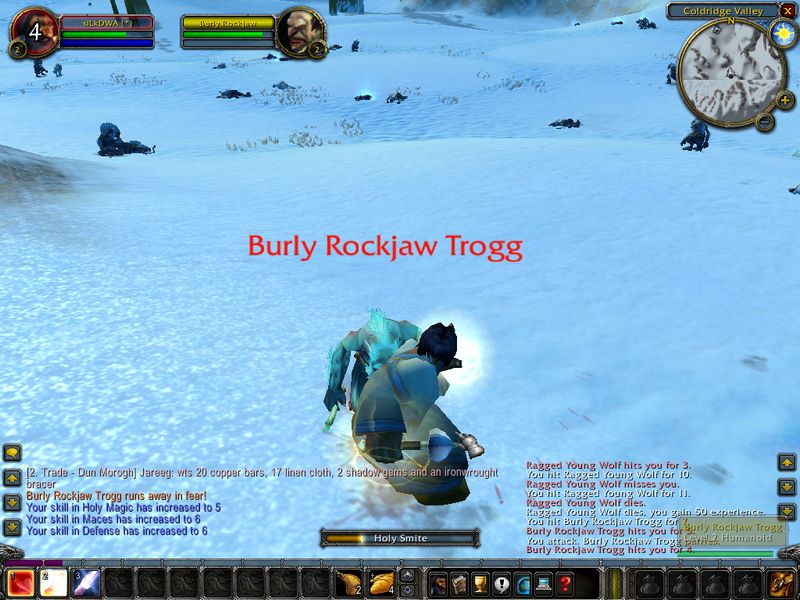 siLkDWA (*)
4
2
Burly Rockjaw
2
Coldridge Valley
N
Burly Rockjaw Trogg
[2. Trade - Dun Morogh] Jareeg: wts 20 copper bars, 17 linen cloth, 2 shadow gems and an ironwrought
bracer
Burly Rockjaw Trogg runs away in fear!
Your skill in Holy Magic has increased to 5
Your skill in Maces has increased to 6
Your skill in Defense has increased to 6
Ragged Young Wolf hits you for 3.
You hit Ragged Young Wolf for 10.
Ragged Young Wolf misses you.
You hit Ragged Young Wolf for 11.
Ragged Young Wolf dies.
Ragged Young Wolf dies, you gain 50 experience.
You hit Burly Rockjaw Trogg for
Burly Rockjaw Trogg hits you for
You attack. Burly Rockjaw Trogg
Burly Rockjaw Trogg hits you for 4.
Burly Rockjaw Trogg
Level 2 Humanoid
Holy Smite
1 2 3 2 4